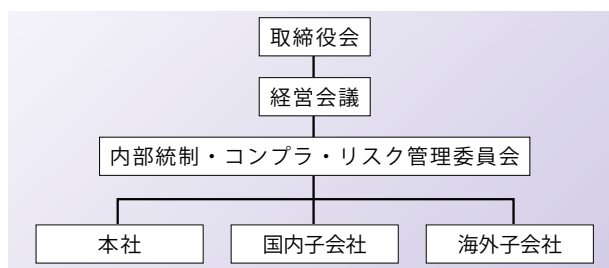 取締役会
経営会議
内部統制・コンプラ・リスク管理委員会
本社
国内子会社
海外子会社